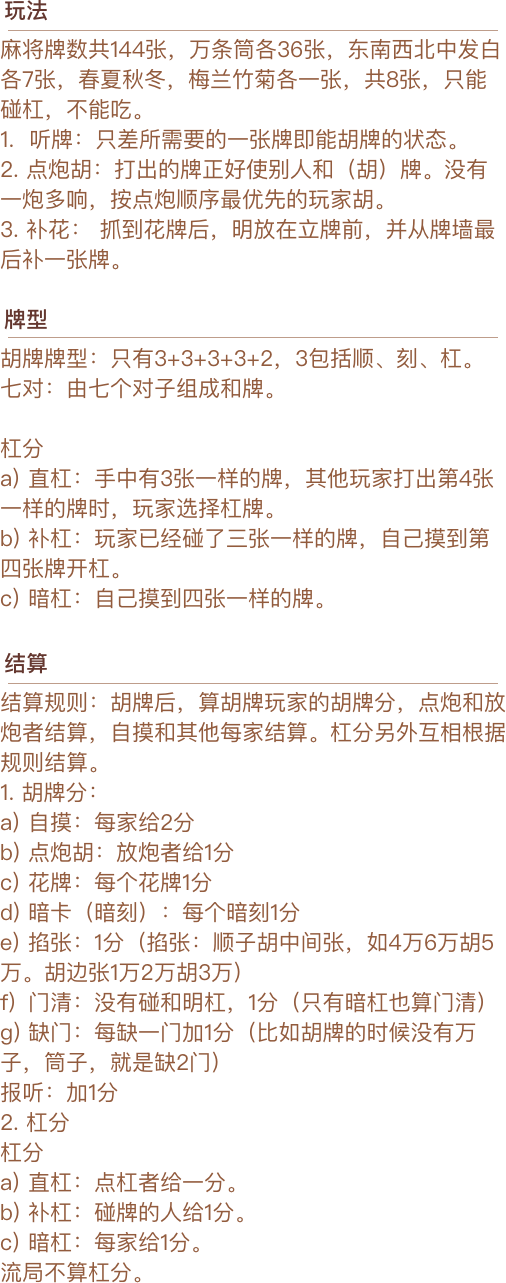 玩法
麻将牌数共144张，万条筒各36张，东南西北中发白
各7张，春夏秋冬，梅兰竹菊各一张，共8张，只能
碰杠，不能吃。
1. 听牌：只差所需要的一张牌即能胡牌的状态。
2. 点炮胡：打出的牌正好使别人和（胡）牌。没有
一炮多响，按点炮顺序最优先的玩家胡。
3. 补花： 抓到花牌后，明放在立牌前，并从牌墙最
后补一张牌。
牌型
胡牌牌型：只有3+3+3+3+2，3包括顺、刻、杠。
七对：由七个对子组成和牌。
杠分
a) 直杠：手中有3张一样的牌，其他玩家打出第4张
一样的牌时，玩家选择杠牌。
b) 补杠：玩家已经碰了三张一样的牌，自己摸到第
四张牌开杠。
c) 暗杠：自己摸到四张一样的牌。
结算
结算规则：胡牌后，算胡牌玩家的胡牌分，点炮和放
炮者结算，自摸和其他每家结算。杠分另外互相根据
规则结算。
1. 胡牌分：
a) 自摸：每家给2分
b) 点炮胡：放炮者给1分
c) 花牌：每个花牌1分
d) 暗卡（暗刻）：每个暗刻1分
e) 掐张：1分（掐张：顺子胡中间张，如4万6万胡5
万。胡边张1万2万胡3万）
f) 门清：没有碰和明杠，1分（只有暗杠也算门清）
g) 缺门：每缺一门加1分（比如胡牌的时候没有万
子，筒子，就是缺2门）
报听：加1分
2. 杠分
杠分
a) 直杠：点杠者给一分。
b) 补杠：碰牌的人给1分。
c) 暗杠：每家给1分。
流局不算杠分。